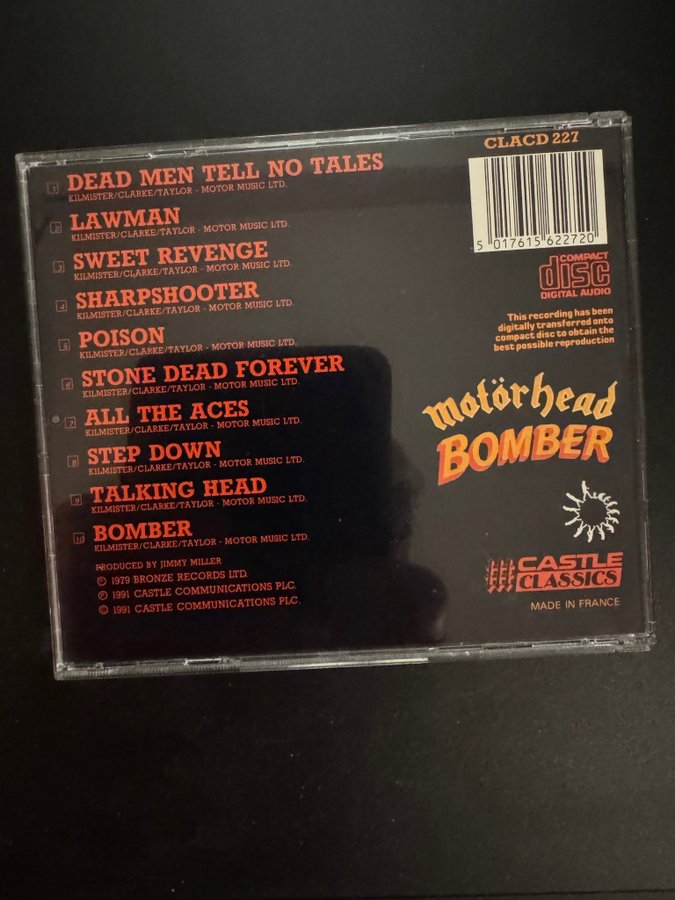 1 DEAD MEN TELL NO TALES
KILMISTER/CLARKE/TAYLOR - MOTOR MUSIC LTD.
2 LAWMAN
KILMISTER/CLARKE/TAYLOR - MOTOR MUSIC LTD.
3 SWEET REVENGE
KILMISTER/CLARKE/TAYLOR - MOTOR MUSIC LTD.
4 SHARPSHOOTER
KILMISTER/CLARKE/TAYLOR - MOTOR MUSIC LTD.
5 POISON
KILMISTER/CLARKE/TAYLOR - MOTOR MUSIC LTD.
6 STONE DEAD FOREVER
KILMISTER/CLARKE/TAYLOR - MOTOR MUSIC LTD.
7 ALL THE ACES
KILMISTER/CLARKE/TAYLOR - MOTOR MUSIC LTD.
8 STEP DOWN
KILMISTER/CLARKE/TAYLOR - MOTOR MUSIC LTD.
9 TALKING HEAD
KILMISTER/CLARKE/TAYLOR - MOTOR MUSIC LTD.
10 BOMBER
KILMISTER/CLARKE/TAYLOR - MOTOR MUSIC LTD.
PRODUCED BY JIMMY MILLER
℗ 1979 BRONZE RECORDS LTD.
℗ 1991 CASTLE COMMUNICATIONS PLC.
© 1991 CASTLE COMMUNICATIONS PLC.
CLACD 227
5 017615 622720
COMPACT
disc
DIGITAL AUDIO
This recording has been
digitally transferred onto
compact disc to obtain the
best possible reproduction
motörhead
BOMBER
CASTLE
CLASSICS
MADE IN FRANCE